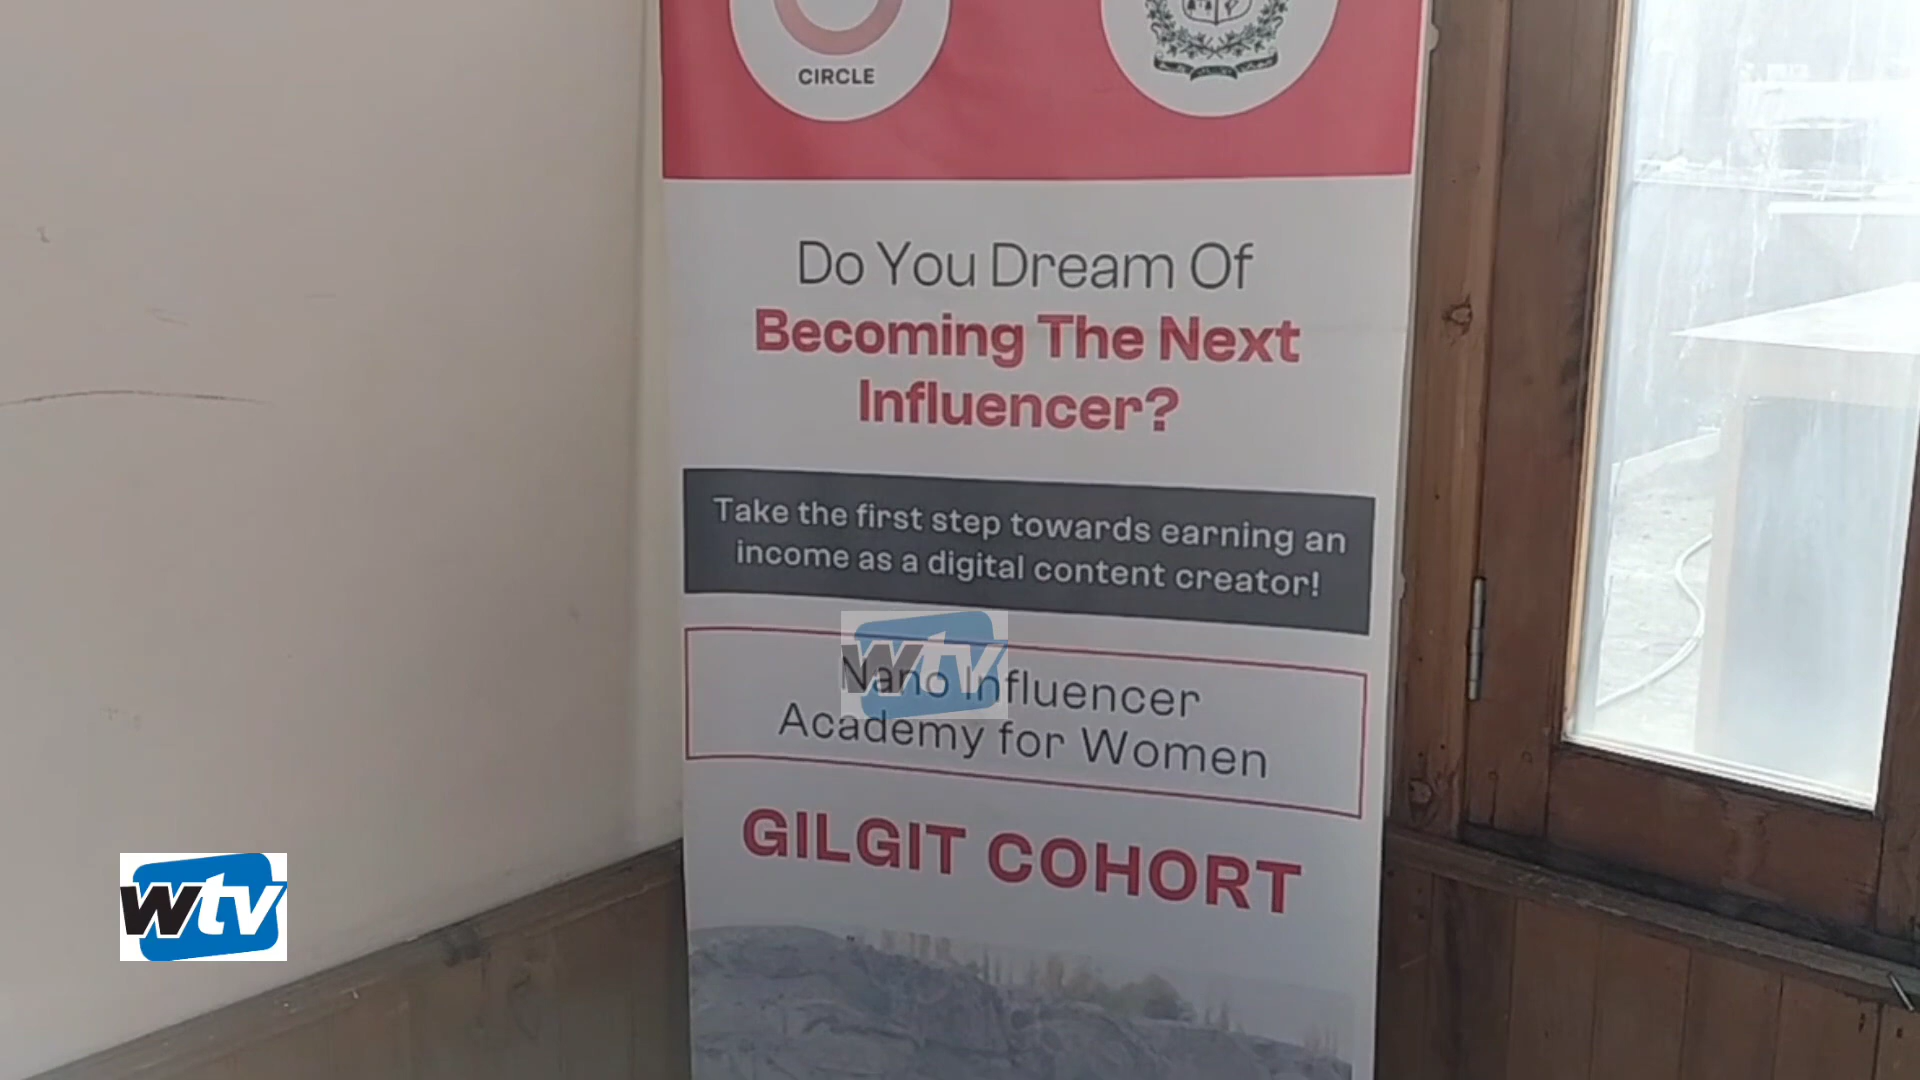 CIRCLE
Do You Dream Of
Becoming The Next
Influencer?
Take the first step towards earning an
income as a digital content creator!
Nano Influencer
Academy for Women
GILGIT COHORT
wtv
wtv